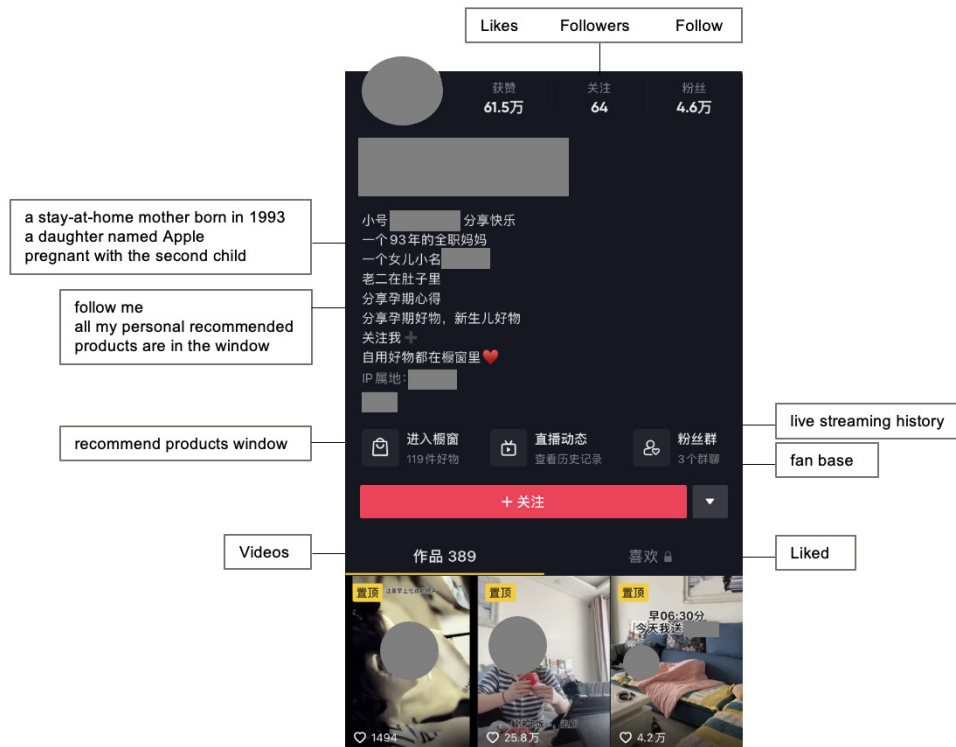 Likes Followers Follow
获赞 关注 粉丝
61.5万 64 4.6万
a stay-at-home mother born in 1993
a daughter named Apple
pregnant with the second child
小号 分享快乐
一个93年的全职妈妈
一个女儿小名
老二在肚子里
分享孕期心得
分享孕期好物，新生儿好物
关注我➕
自用好物都在橱窗里❤️
IP属地：
follow me
all my personal recommended
products are in the window
recommend products window
进入橱窗 直播动态 粉丝群
119件好物 查看历史记录 3个群聊
live streaming history
fan base
+ 关注
Videos
作品 389 喜欢
Liked
置顶 置顶 置顶
早06:30分
今天我送
1494 25.8万 4.2万